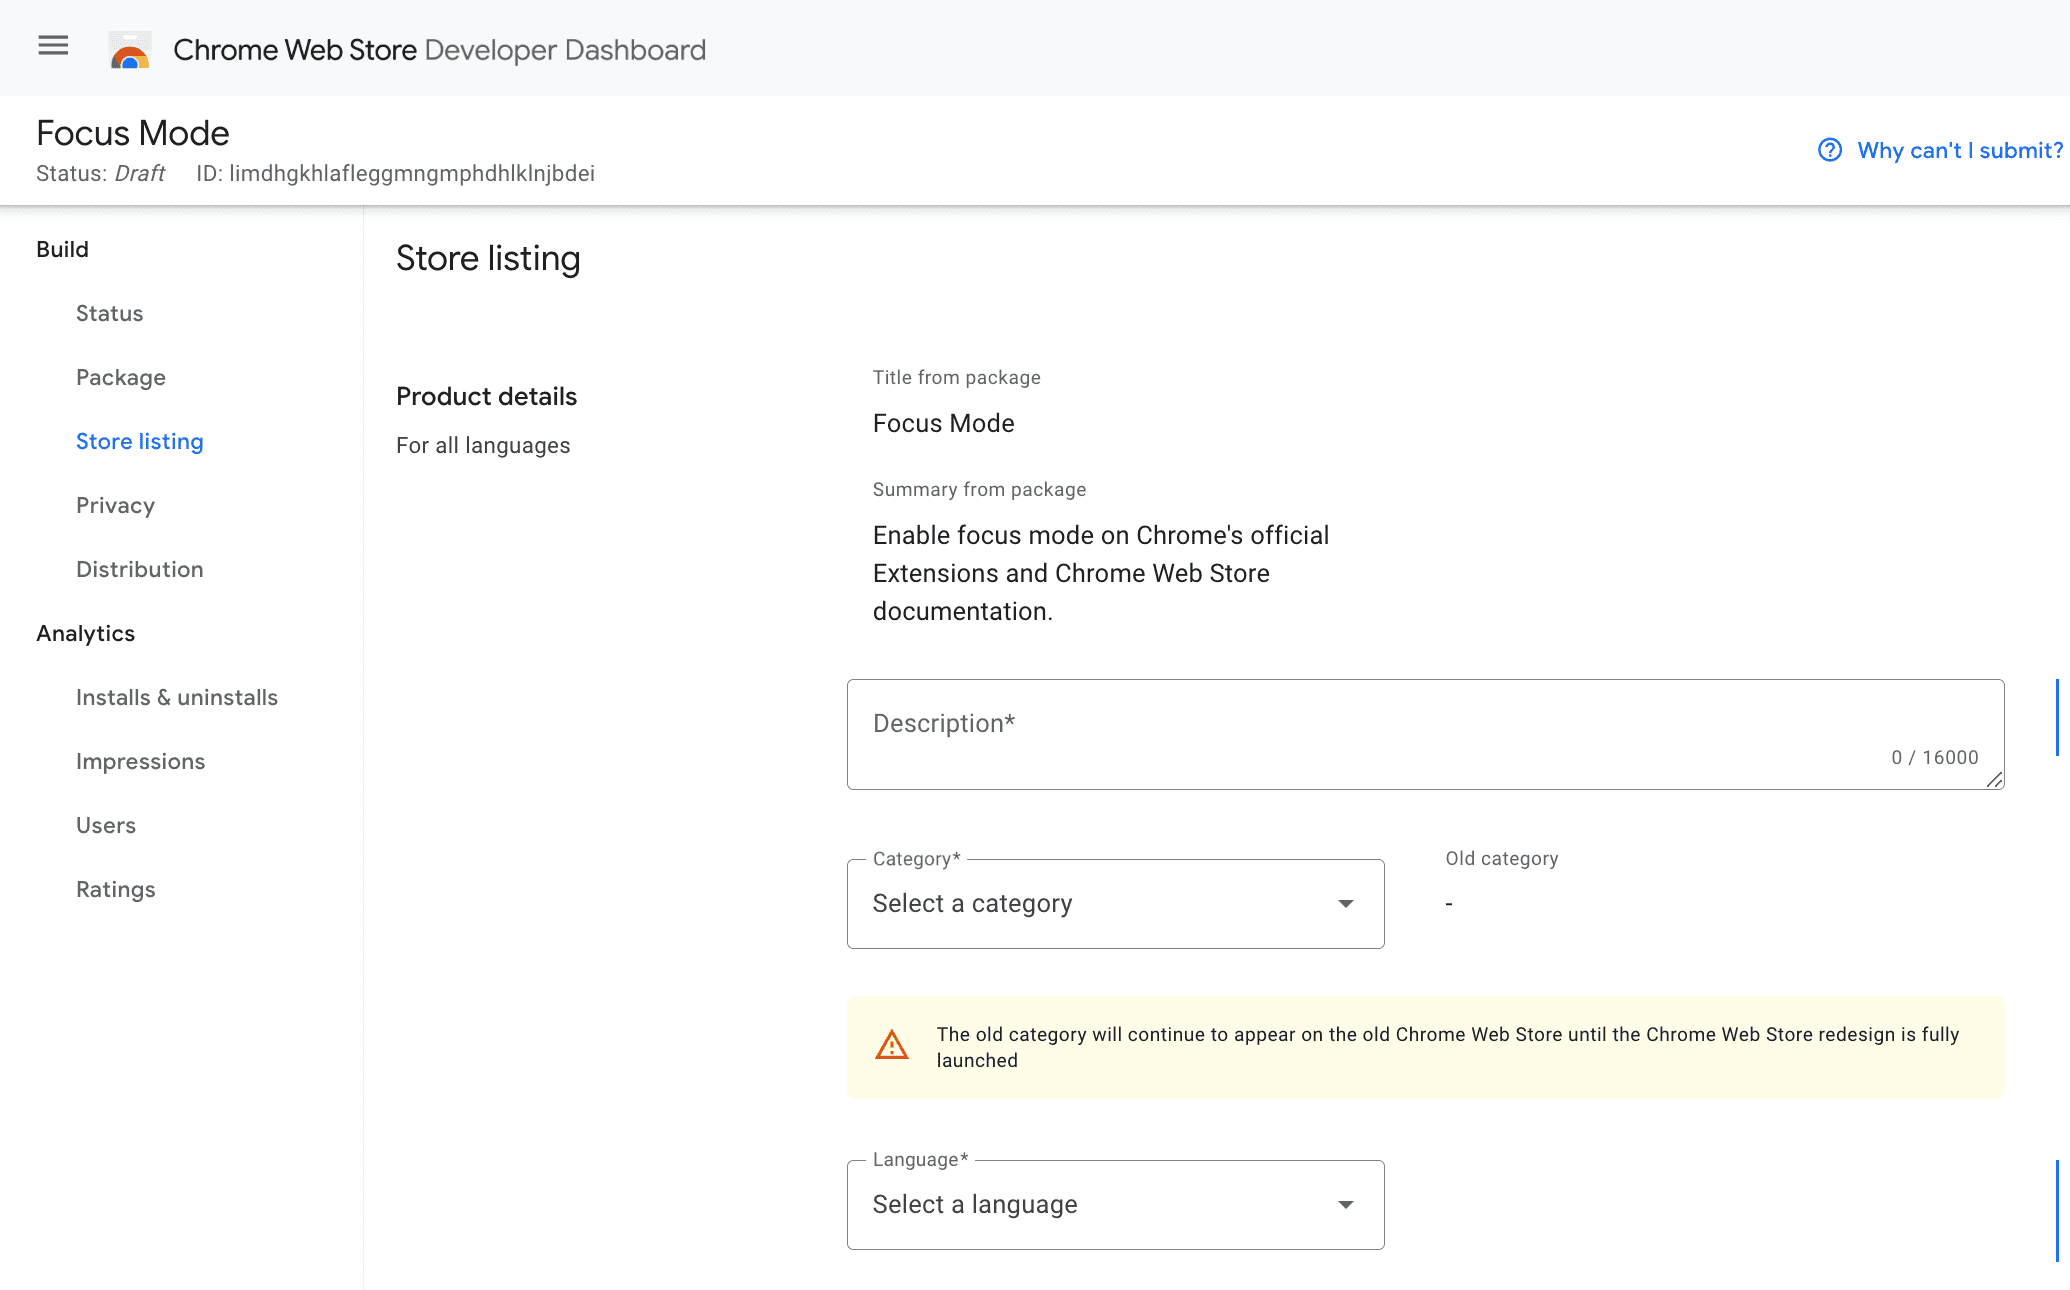 Chrome Web Store Developer Dashboard
Focus Mode
Status: Draft ID: limdhgkhlafleggmngmphdhlklnjbdei
Why can't I submit?
Build
Status
Package
Store listing
Privacy
Distribution
Analytics
Installs & uninstalls
Impressions
Users
Ratings
Store listing
Product details
For all languages
Title from package
Focus Mode
Summary from package
Enable focus mode on Chrome's official
Extensions and Chrome Web Store
documentation.
Description*
0 / 16000
Category*
Select a category
Old category
-
The old category will continue to appear on the old Chrome Web Store until the Chrome Web Store redesign is fully
launched
Language*
Select a language